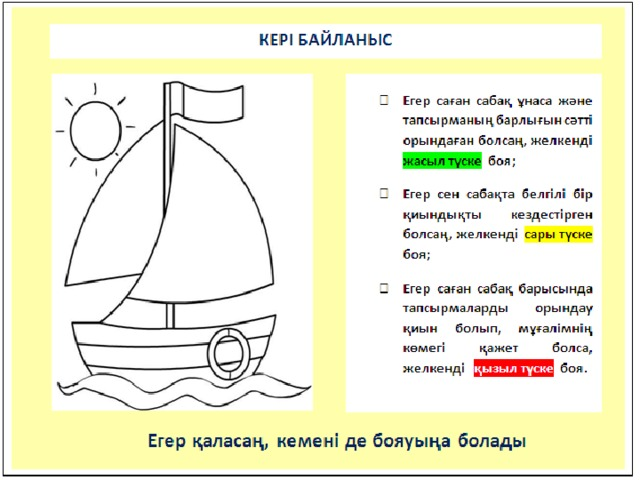 КЕРІ БАЙЛАНЫС
Егер саған сабақ ұнаса және
тапсырманың барлығын сәтті
орындаған болсаң, желкенді
жасыл түске боя;
Егер сен сабақта белгілі бір
қиындықты кездестірген
болсаң, желкенді сары түске
боя;
Егер саған сабақ барысында
тапсырмаларды орындау
қиын болып, мұғалімнің
көмегі қажет болса,
желкенді қызыл түске боя.
Егер қаласаң, кемені де бояуыңа болады